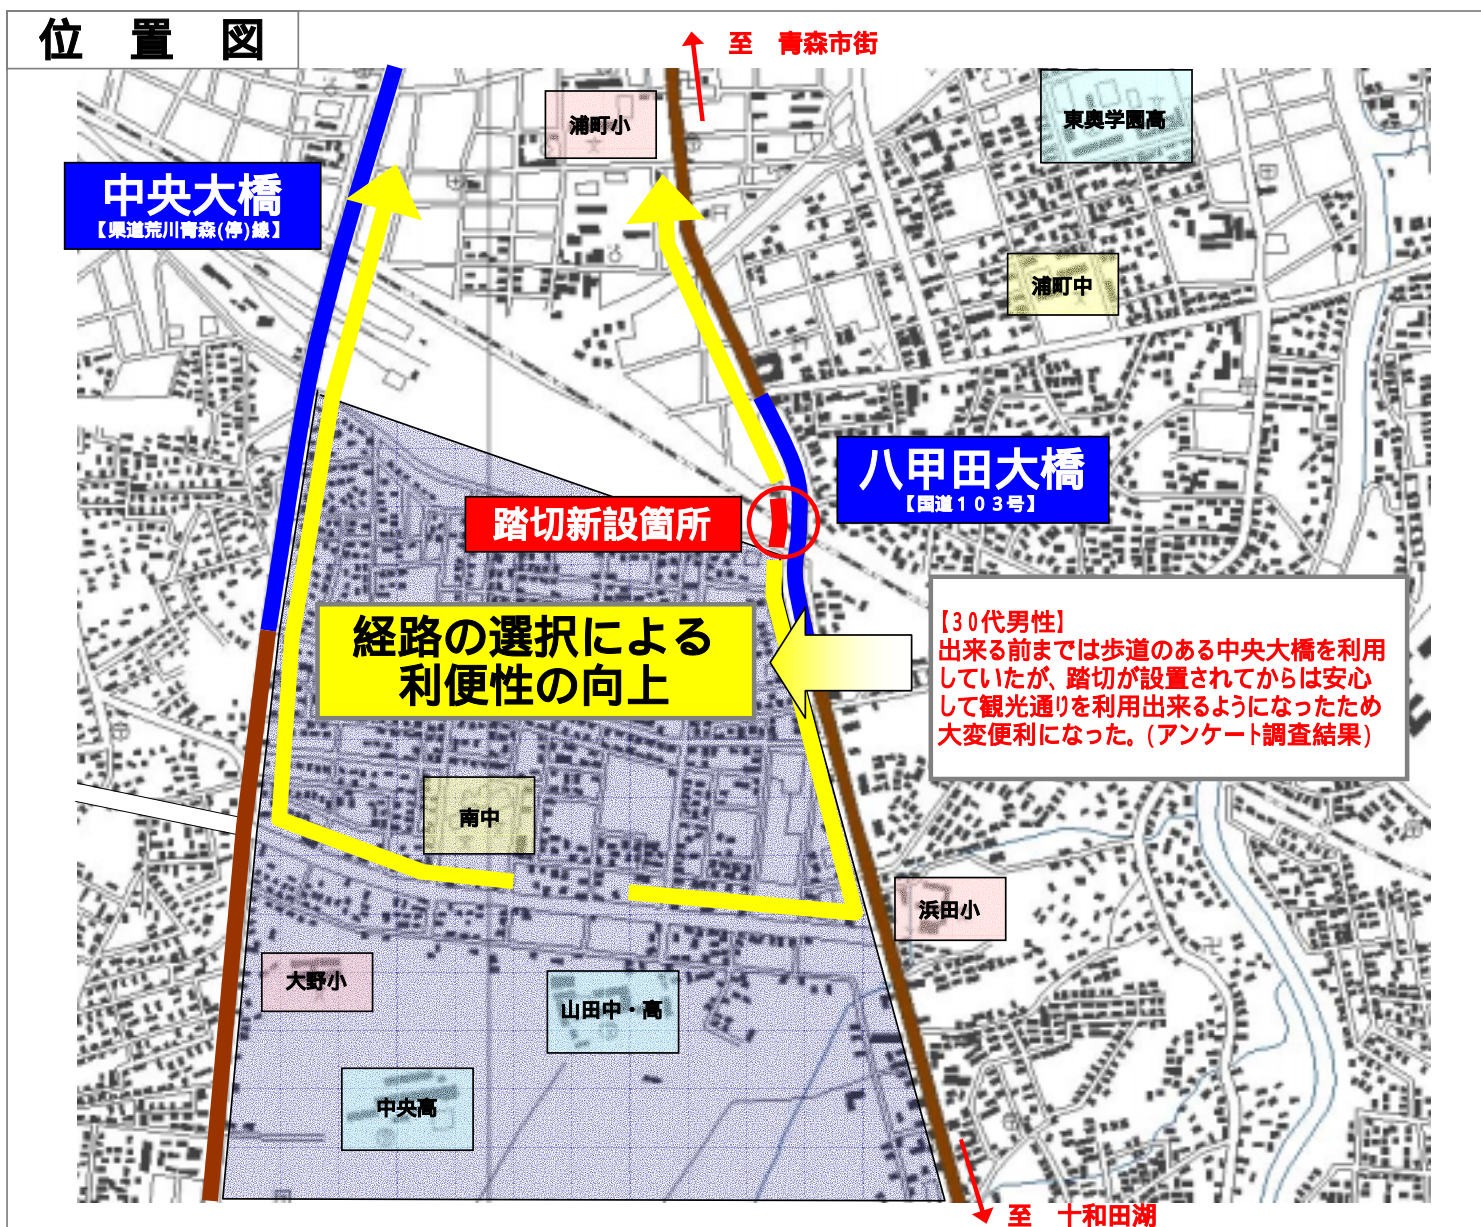 位 置 図
至 青森市街
浦町小
東奥学園高
中央大橋
【県道荒川青森(停)線】
浦町中
八甲田大橋
【国道103号】
踏切新設箇所
経路の選択による
利便性の向上
【30代男性】
出来る前までは歩道のある中央大橋を利用
していたが、踏切が設置されてからは安心
して観光通りを利用出来るようになったため
大変便利になった。(アンケート調査結果)
南中
浜田小
大野小
山田中・高
中央高
至 十和田湖